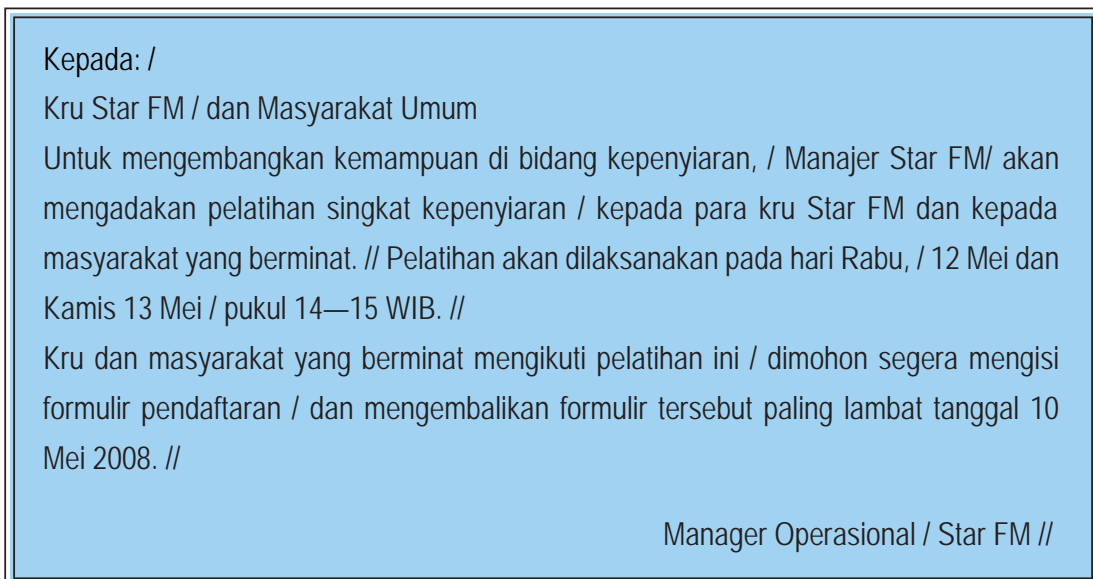 Kepada: /
Kru Star FM / dan Masyarakat Umum
Untuk mengembangkan kemampuan di bidang kepenyiaran, / Manajer Star FM/ akan
mengadakan pelatihan singkat kepenyiaran / kepada para kru Star FM dan kepada
masyarakat yang berminat. // Pelatihan akan dilaksanakan pada hari Rabu, / 12 Mei dan
Kamis 13 Mei / pukul 14—15 WIB. //
Kru dan masyarakat yang berminat mengikuti pelatihan ini / dimohon segera mengisi
formulir pendaftaran / dan mengembalikan formulir tersebut paling lambat tanggal 10
Mei 2008. //
Manager Operasional / Star FM //